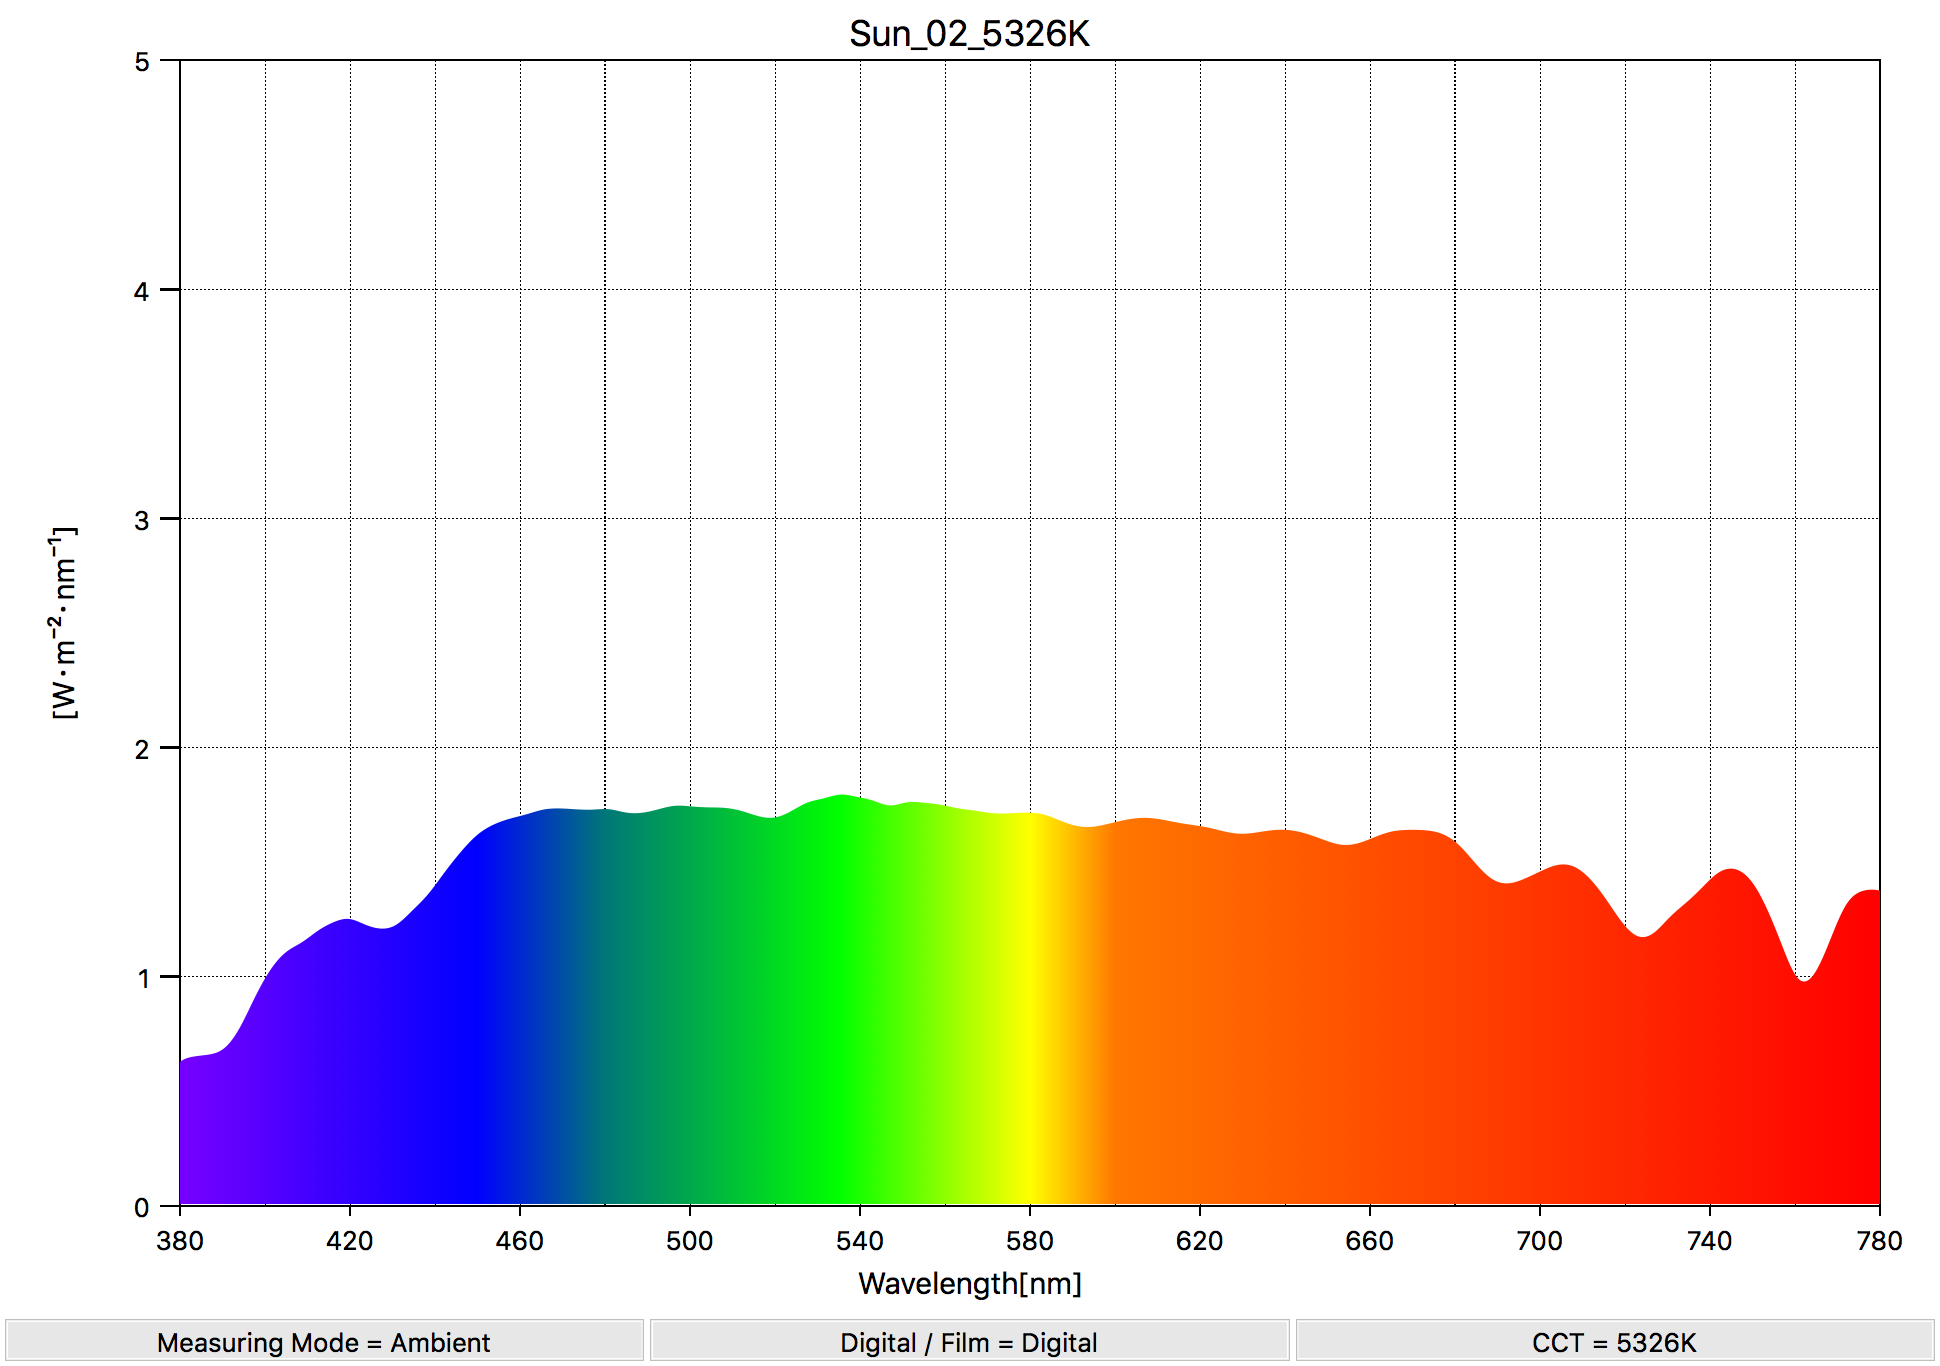 Sun_02_5326K
5
4
3
2
1
0
[W·m⁻²·nm⁻¹]
380 420 460 500 540 580 620 660 700 740 780
Wavelength[nm]
Measuring Mode = Ambient
Digital / Film = Digital
CCT = 5326K